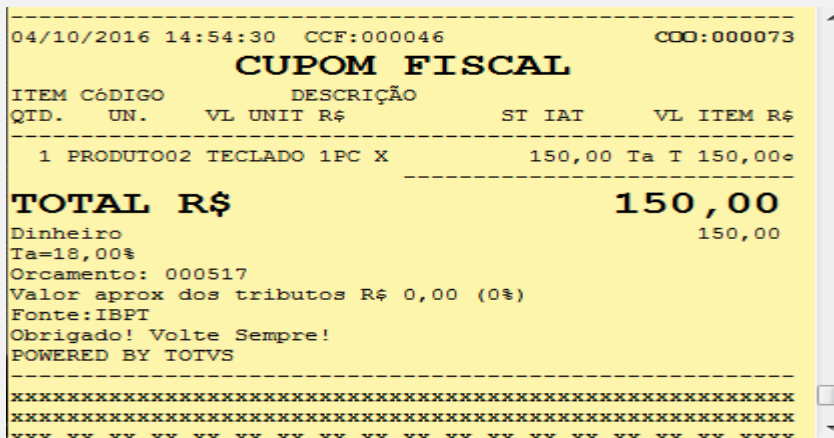 04/10/2016 14:54:30 CCF:000046 COO:000073
CUPOM FISCAL
ITEM CóDIGO DESCRIÇÃO
QTD. UN. VL UNIT R$ ST IAT VL ITEM R$
1 PRODUTO02 TECLADO 1PC X 150,00 Ta T 150,00¢
TOTAL R$ 150,00
Dinheiro 150,00
Ta=18,00%
Orcamento: 000517
Valor aprox dos tributos R$ 0,00 (0%)
Fonte:IBPT
Obrigado! Volte Sempre!
POWERED BY TOTVS
xxxxxxxxxxxxxxxxxxxxxxxxxxxxxxxxxxxxxxxxxxxxxxxxxxxxxxxx
xxxxxxxxxxxxxxxxxxxxxxxxxxxxxxxxxxxxxxxxxxxxxxxxxxxxxxxx